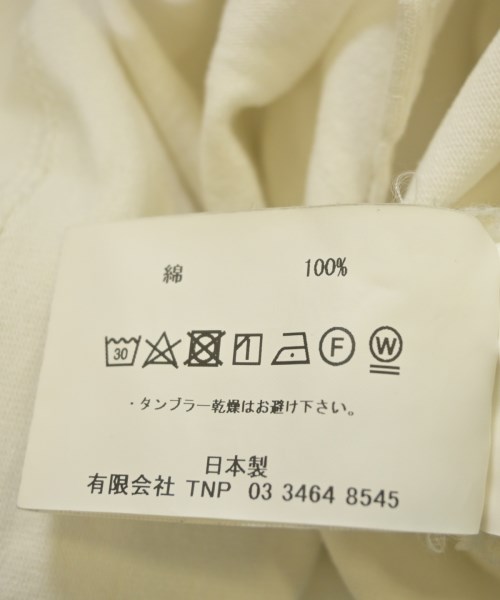 綿 100%
30 F W
・タンブラー乾燥はお避け下さい。
日本製
有限会社 TNP 03 3464 8545